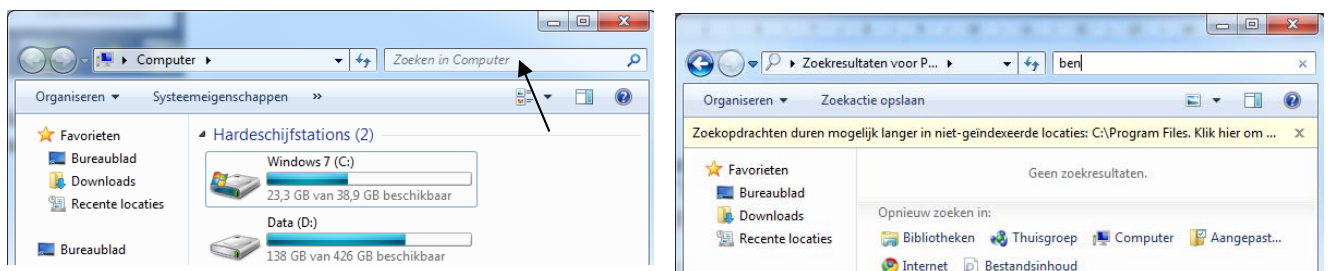 Computer
Zoeken in Computer
Organiseren
Systeemeigenschappen
»
Favorieten
Bureaublad
Downloads
Recente locaties
Bureaublad
Hardeschijfstations (2)
Windows 7 (C:)
23,3 GB van 38,9 GB beschikbaar
Data (D:)
138 GB van 426 GB beschikbaar
Zoekresultaten voor P...
ben
Organiseren
Zoekactie opslaan
Zoekopdrachten duren mogelijk langer in niet-geïndexeerde locaties: C:\Program Files. Klik hier om ...
Favorieten
Bureaublad
Downloads
Recente locaties
Geen zoekresultaten.
Opnieuw zoeken in:
Bibliotheken Thuisgroep Computer Aangepast...
Internet Bestandsinhoud